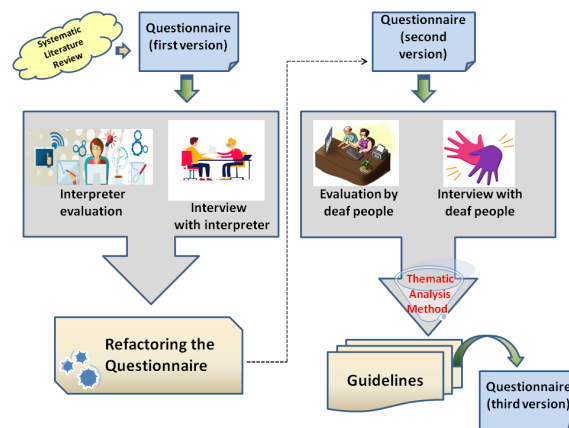 Systematic
Literature
Review
Questionnaire
(first version)
Interpreter
evaluation
Interview
with interpreter
Refactoring the
Questionnaire
Questionnaire
(second
version)
Evaluation by
deaf people
Interview with
deaf people
Thematic
Analysis
Method
Guidelines
Questionnaire
(third version)